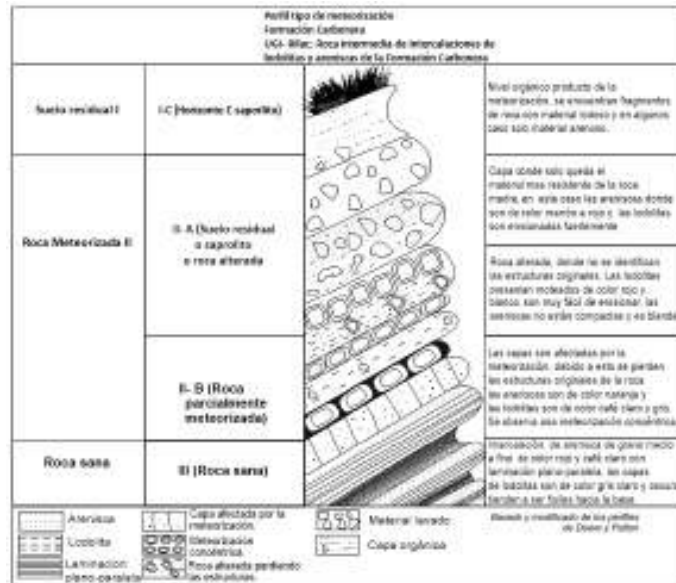 Perfil tipo de meteorización
Formación Carbonera
UGI- Rilac: Roca intermedia de intercalaciones de
lodolitas y areniscas de la Formación Carbonera
Suelo residual I
I-C (Horizonte C saprolito)
Nivel orgánico producto de la
meteorización, se encuentran fragmentos
de roca con material lodoso y en algunos
caso solo material arenoso.
Roca Meteorizada II
II- A (Suelo residual
o saprolito
o roca alterada
Capa donde solo queda el
material mas resistente de la roca
madre, en este caso las areniscas donde
son de color marrón a rojo y las lodolitas
son erosionadas facilmente
Roca alterada, donde no se identifican
las estructuras originales. Las lodolitas
presentan moteados de color rojo y
blanco, son muy fácil de erosionar, las
areniscas no están compactas y es blanda
II- B (Roca
parcialmente
meteorizada)
Las capas son afectadas por la
meteorización, debido a esto se pierden
las estructuras originales de la roca
las areniscas son de color naranja y
las lodolitas son de color café claro y gris.
Se observa una meteorización concéntrica.
Roca sana
III (Roca sana)
Intercalación de arenisca de grano medio
a fino de color rojo y café claro con
laminación plano-paralela, las capas
de lodolitas son de color gris claro y oscuro
tienden a ser fisiles hacia la base.
Arenisca
Lodolita
Laminacion
plano-paralela
Capa afectada por la
meteorización.
Meteorizacion
concéntrica.
Roca alterada perdiendo
las estructuras.
Material lavado
Capa orgánica
modificado de los perfiles
de Deere y Patton